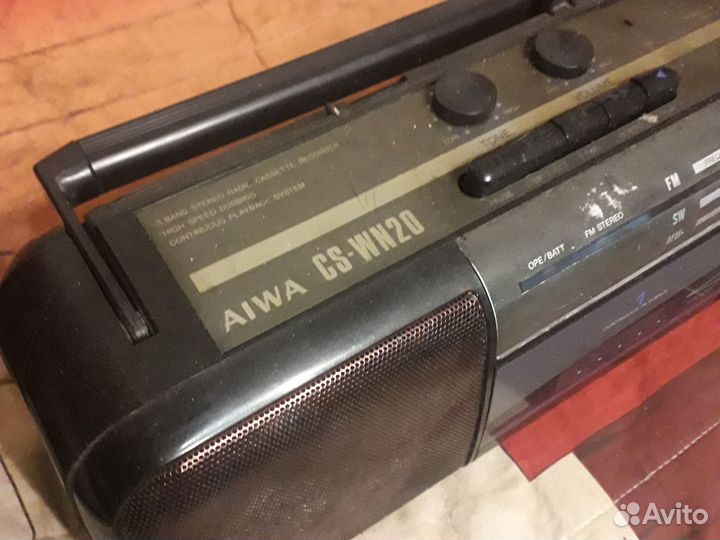 VOLUME
TONE
3 BAND STEREO RADIO CASSETTE RECORDER
HIGH SPEED DUBBING
CONTINUOUS PLAYBACK SYSTEM
AIWA CS-WN20
FM
SW
OPE/BATT
FM STEREO
Avito